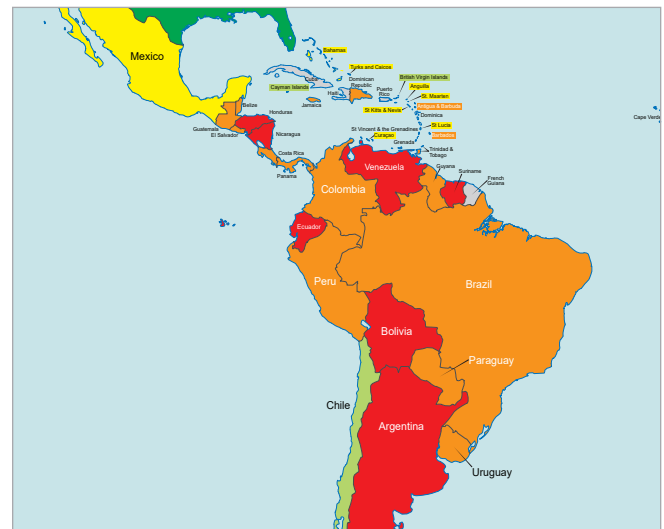 Mexico
Bahamas
Turks and Caicos
Cuba
Dominican
Republic
British Virgin Islands
Cayman Islands
Haiti
Puerto
Rico
Anguilla
St. Maarten
Jamaica
Belize
St Kitts & Nevis
Antigua & Barbuda
Honduras
Dominica
Cape Verde
Guatemala
El Salvador
Nicaragua
St Vincent & the Grenadines
St Lucia
Curaçao
Barbados
Grenada
Costa Rica
Trinidad &
Tobago
Panama
Venezuela
Guyana
Suriname
French
Guiana
Colombia
Ecuador
Peru
Brazil
Bolivia
Paraguay
Chile
Argentina
Uruguay